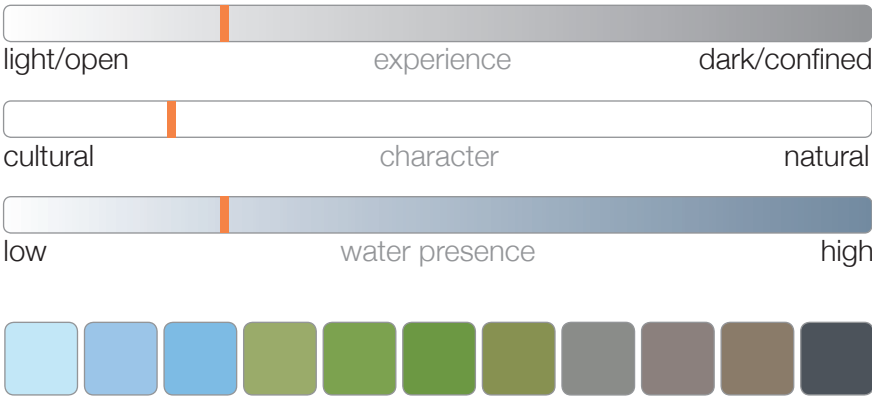 light/open experience dark/confined
cultural character natural
low water presence high